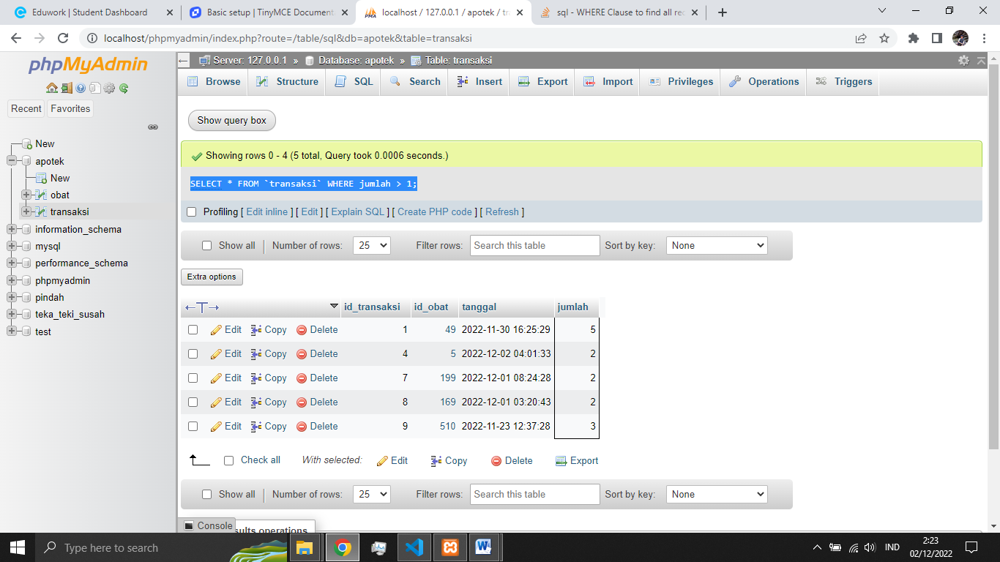 Eduwork | Student Dashboard
Basic setup | TinyMCE Document
localhost / 127.0.0.1 / apotek / tr
sql - WHERE Clause to find all rec
localhost/phpmyadmin/index.php?route=/table/sql&db=apotek&table=transaksi
phpMyAdmin
Recent
Favorites
New
apotek
New
obat
transaksi
information_schema
mysql
performance_schema
phpmyadmin
pindah
teka_teki_susah
test
Server: 127.0.0.1 » Database: apotek » Table: transaksi
Browse Structure SQL Search Insert Export Import Privileges Operations Triggers
Show query box
Showing rows 0 - 4 (5 total, Query took 0.0006 seconds.)
SELECT * FROM `transaksi` WHERE jumlah > 1;
Profiling [ Edit inline ] [ Edit ] [ Explain SQL ] [ Create PHP code ] [ Refresh ]
Show all | Number of rows: 25 Filter rows: Search this table Sort by key: None
Extra options
id_transaksi id_obat tanggal jumlah
Edit Copy Delete 1 49 2022-11-30 16:25:29 5
Edit Copy Delete 4 5 2022-12-02 04:01:33 2
Edit Copy Delete 7 199 2022-12-01 08:24:28 2
Edit Copy Delete 8 169 2022-12-01 03:20:43 2
Edit Copy Delete 9 510 2022-11-23 12:37:28 3
Check all With selected: Edit Copy Delete Export
Show all | Number of rows: 25 Filter rows: Search this table Sort by key: None
Console
operations
Type here to search
IND
2:23
02/12/2022